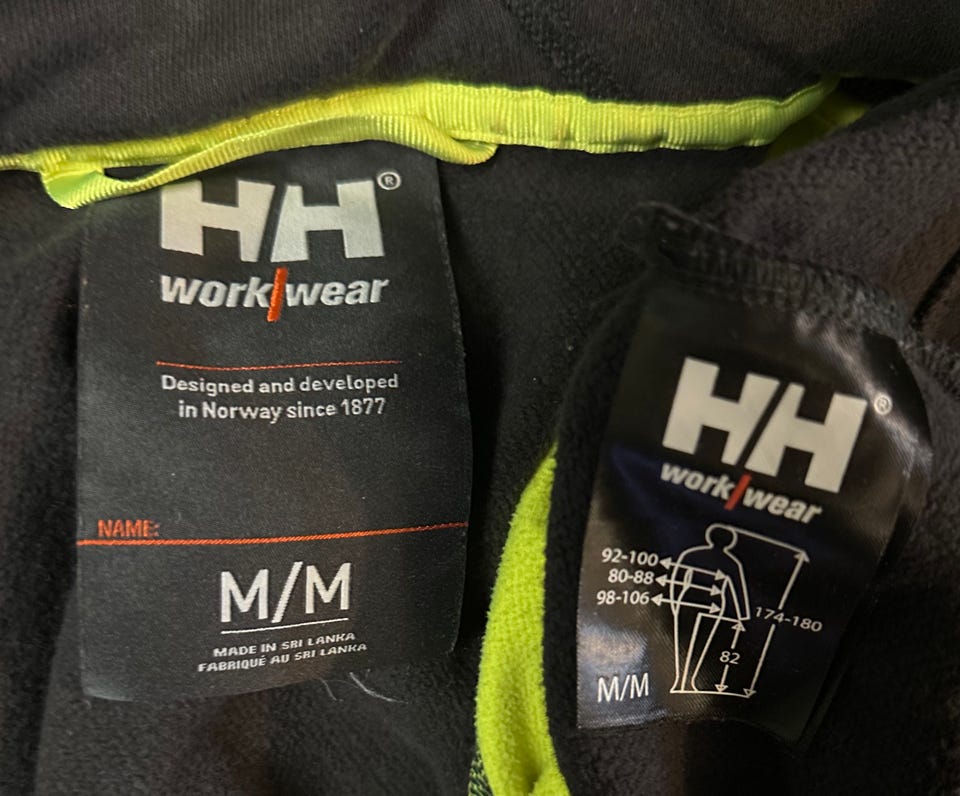 HH®
work/wear
Designed and developed
in Norway since 1877
NAME:
M/M
MADE IN SRI LANKA
FABRIQUÉ AU SRI LANKA
HH®
work/wear
92-100
80-88
98-106
174-180
82
M/M